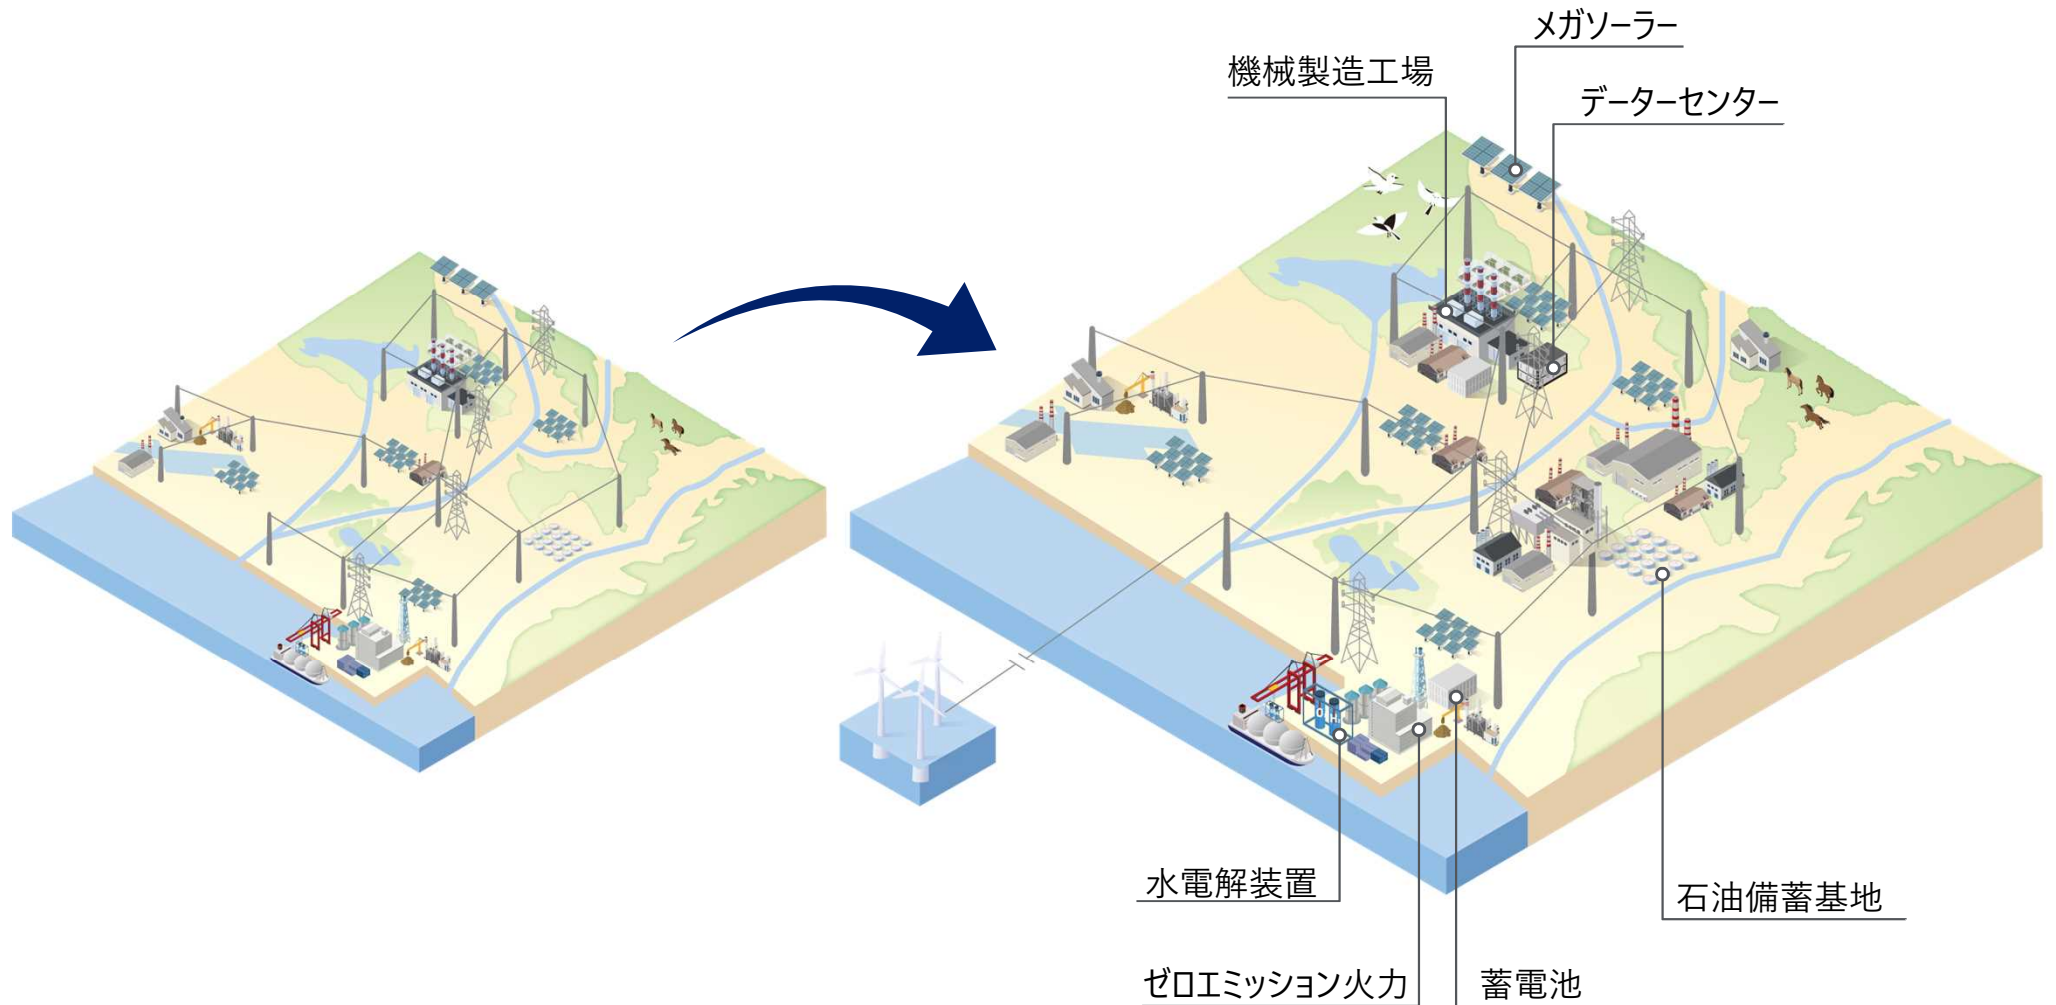 メガソーラー
機械製造工場
データーセンター
O H
水電解装置
石油備蓄基地
ゼロエミッション火力
蓄電池